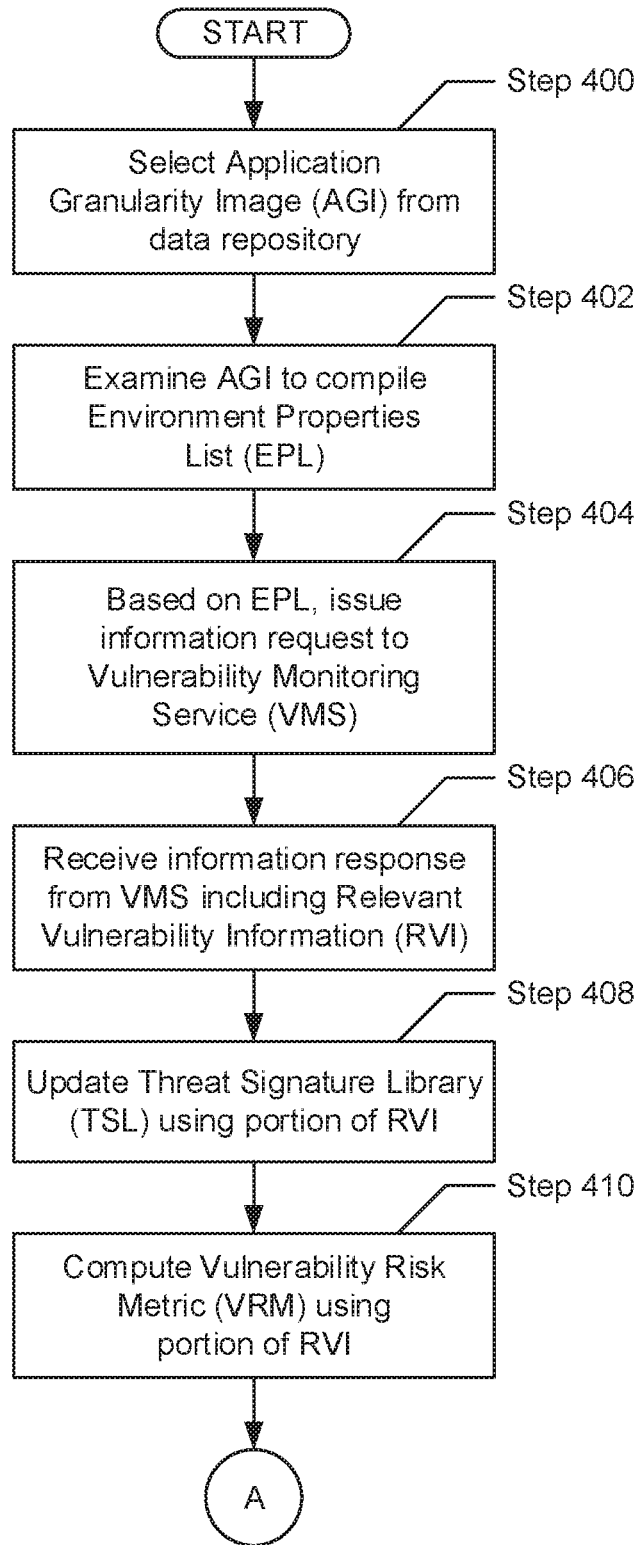 START
Step 400
Select Application
Granularity Image (AGI) from
data repository
Step 402
Examine AGI to compile
Environment Properties
List (EPL)
Step 404
Based on EPL, issue
information request to
Vulnerability Monitoring
Service (VMS)
Step 406
Receive information response
from VMS including Relevant
Vulnerability Information (RVI)
Step 408
Update Threat Signature Library
(TSL) using portion of RVI
Step 410
Compute Vulnerability Risk
Metric (VRM) using
portion of RVI
A